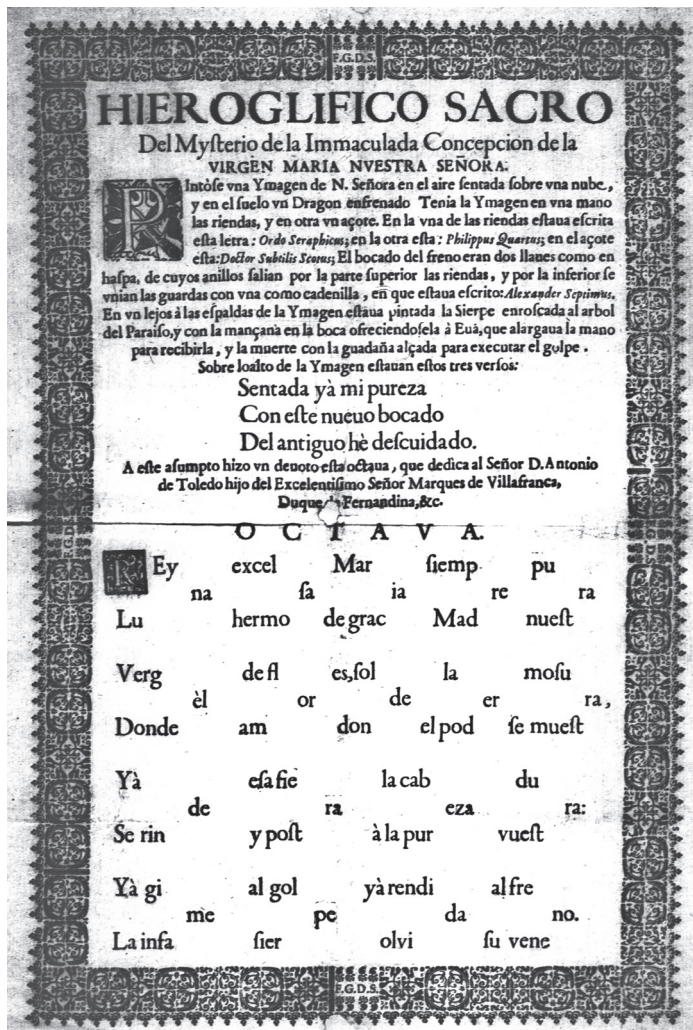 F.G.D.S.
HIEROGLIFICO SACRO
Del Myſterio de la Immaculada Concepcion de la
VIRGEN MARIA NVESTRA SEÑORA.
PIntòſe vna Ymagen de N. Señora en el aire ſentada ſobre vna nube,
y en el ſuelo vn Dragon enfrenado Tenia la Ymagen en vna mano
las riendas, y en otra vn açote. En la vna de las riendas eſtaua eſcrita
eſta letra: Ordo Seraphicus; en la otra eſta: Philippus Quartus; en el açote
eſta: Doctor Subtilis Scotus; El bocado del freno eran dos llaues como en
haſpa, de cuyos anillos ſalian por la parte ſuperior las riendas, y por la inferior ſe
vnian las guardas con vna como cadenilla, en que eſtaua eſcrito: Alexander Septimus.
En vn lejos à las eſpaldas de la Ymagen eſtaua pintada la Sierpe enroſcada al arbol
del Paraiſo, y con la mançana en la boca ofreciendoſela à Eua, que alargaua la mano
para recibirla, y la muerte con la guadaña alçada para executar el golpe.
Sobre loalto de la Ymagen eſtauan eſtos tres verſos:
Sentada yà mi pureza
Con eſte nueuo bocado
Del antiguo hè deſcuidado.
A eſte aſumpto hizo vn deuoto eſta octaua, que dedica al Señor D. Antonio
de Toledo hijo del Excelentiſimo Señor Marques de Villafranca,
Duque de Fernandina, &c.
OCTAVA.
REy excel Mar ſiemp pu
na ſa ia re ra
Lu hermo de grac Mad nueſt
Verg de fl es, ſol la moſu
èl or de er ra,
Donde am don el pod ſe mueſt
Yà eſa fie la cab du
de ra eza ra:
Se rin y poſt à la pur vueſt
Yà gi al gol yà rendi al fre
me pe da no.
La inſa ſier olvi ſu vene
F.G.D.S.
F.G.D.S.
F.G.D.S.